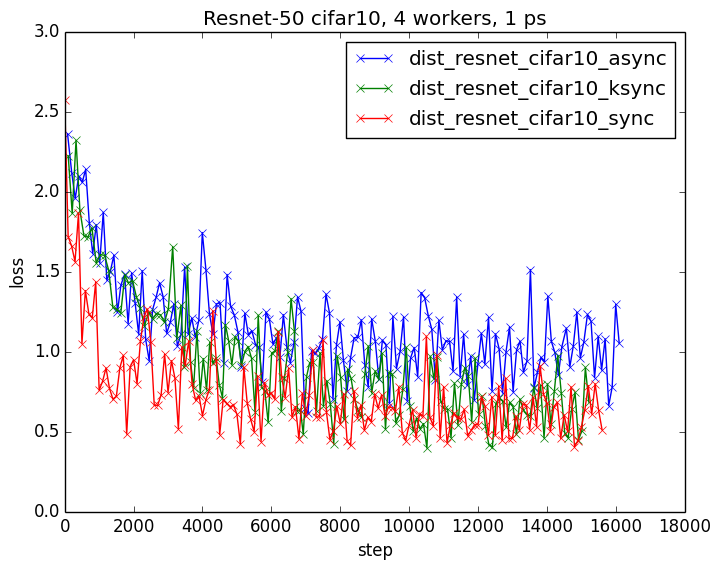 Resnet-50 cifar10, 4 workers, 1 ps
3.0
2.5
2.0
1.5
1.0
0.5
0.0
loss
dist_resnet_cifar10_async
dist_resnet_cifar10_ksync
dist_resnet_cifar10_sync
0 2000 4000 6000 8000 10000 12000 14000 16000 18000
step